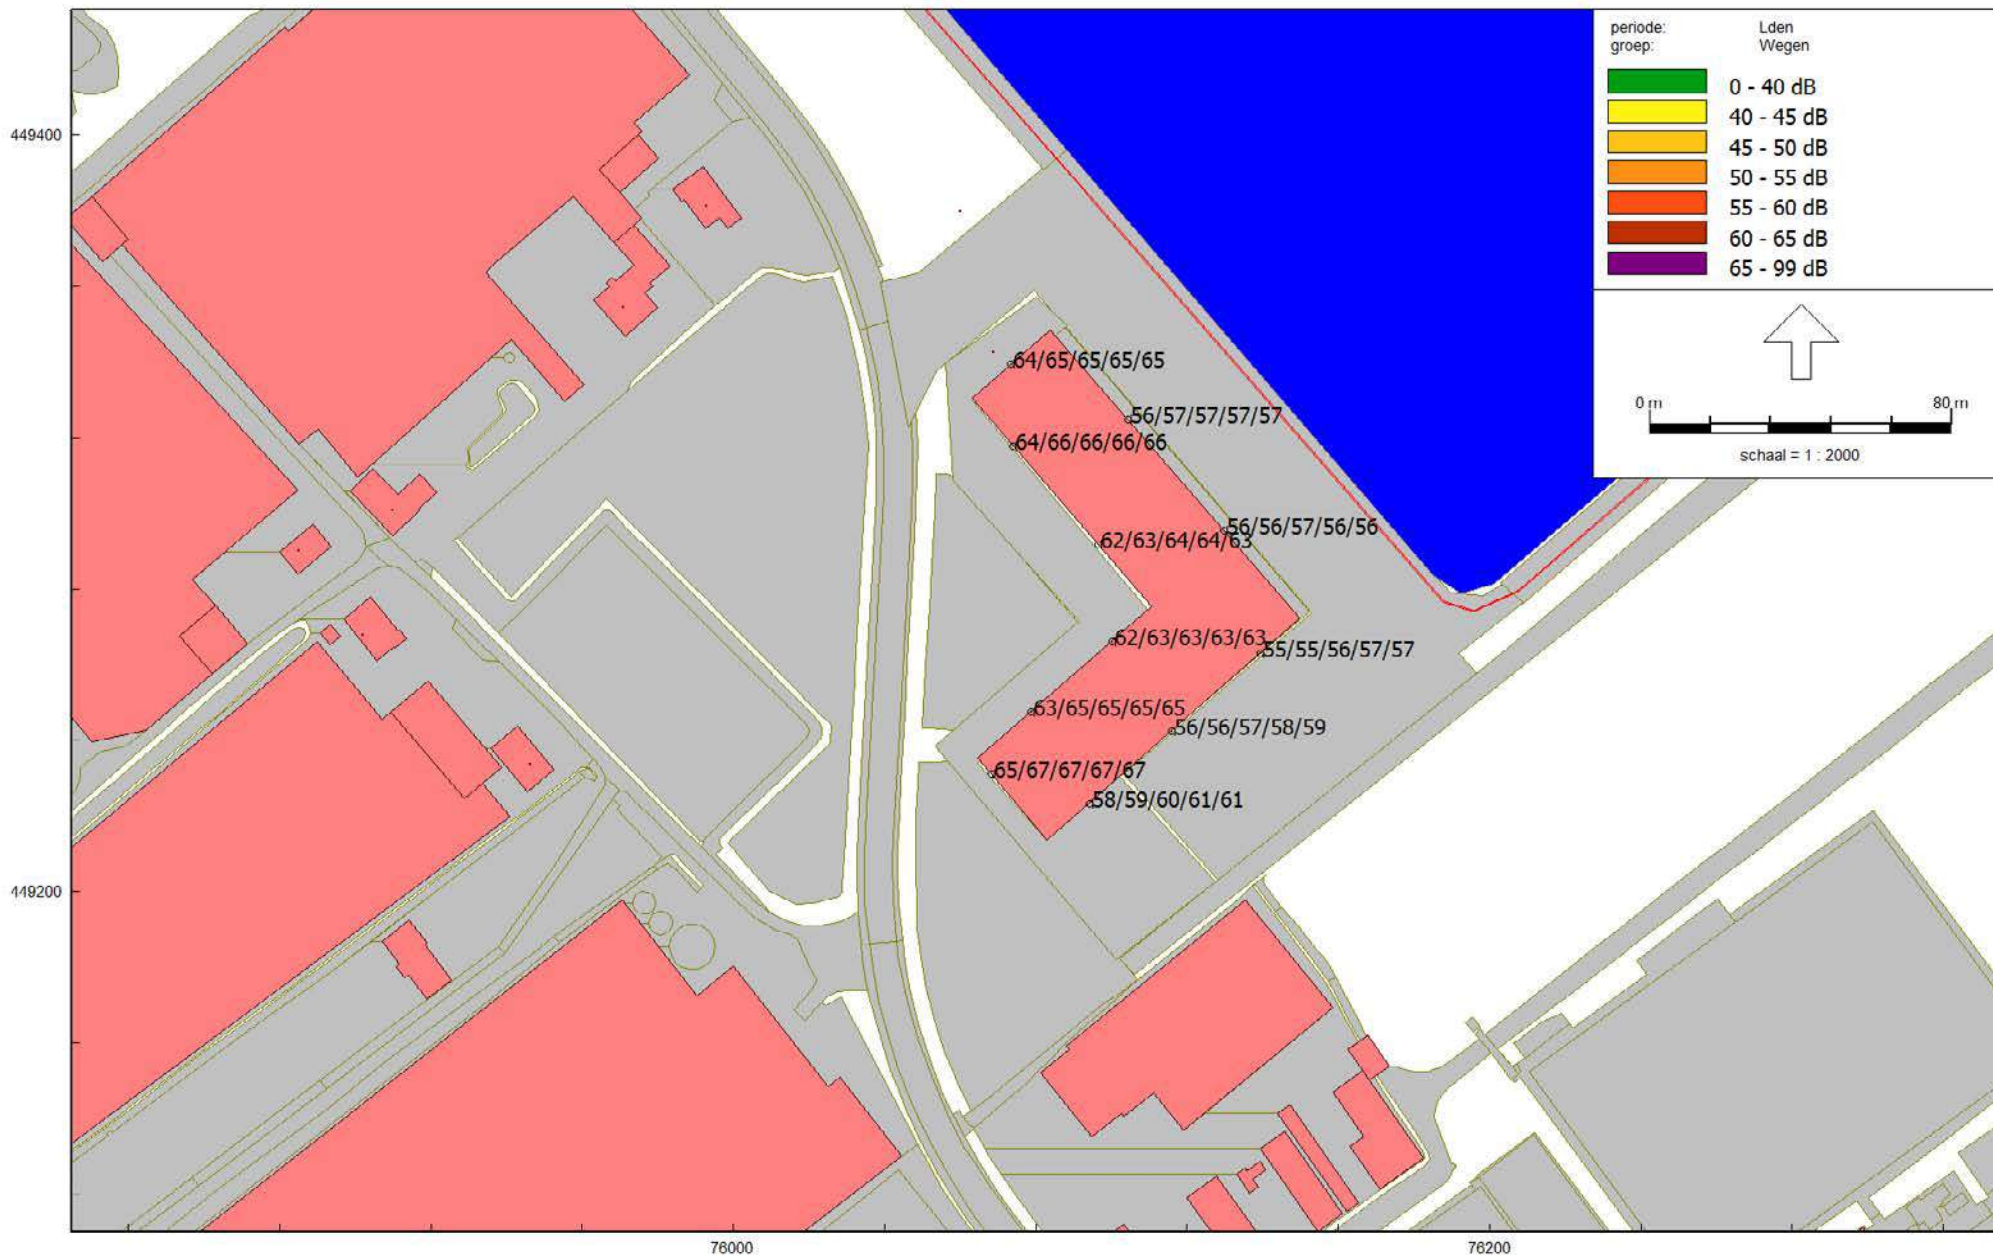 periode: Lden
groep: Wegen
0 - 40 dB
40 - 45 dB
45 - 50 dB
50 - 55 dB
55 - 60 dB
60 - 65 dB
65 - 99 dB
0 m 80 m
schaal = 1 : 2000
449400
64/65/65/65/65
56/57/57/57/57
64/66/66/66/66
56/56/57/56/56
62/63/64/64/63
62/63/63/63/63
55/55/56/57/57
63/65/65/65/65
56/56/57/58/59
65/67/67/67/67
58/59/60/61/61
449200
76000 76200